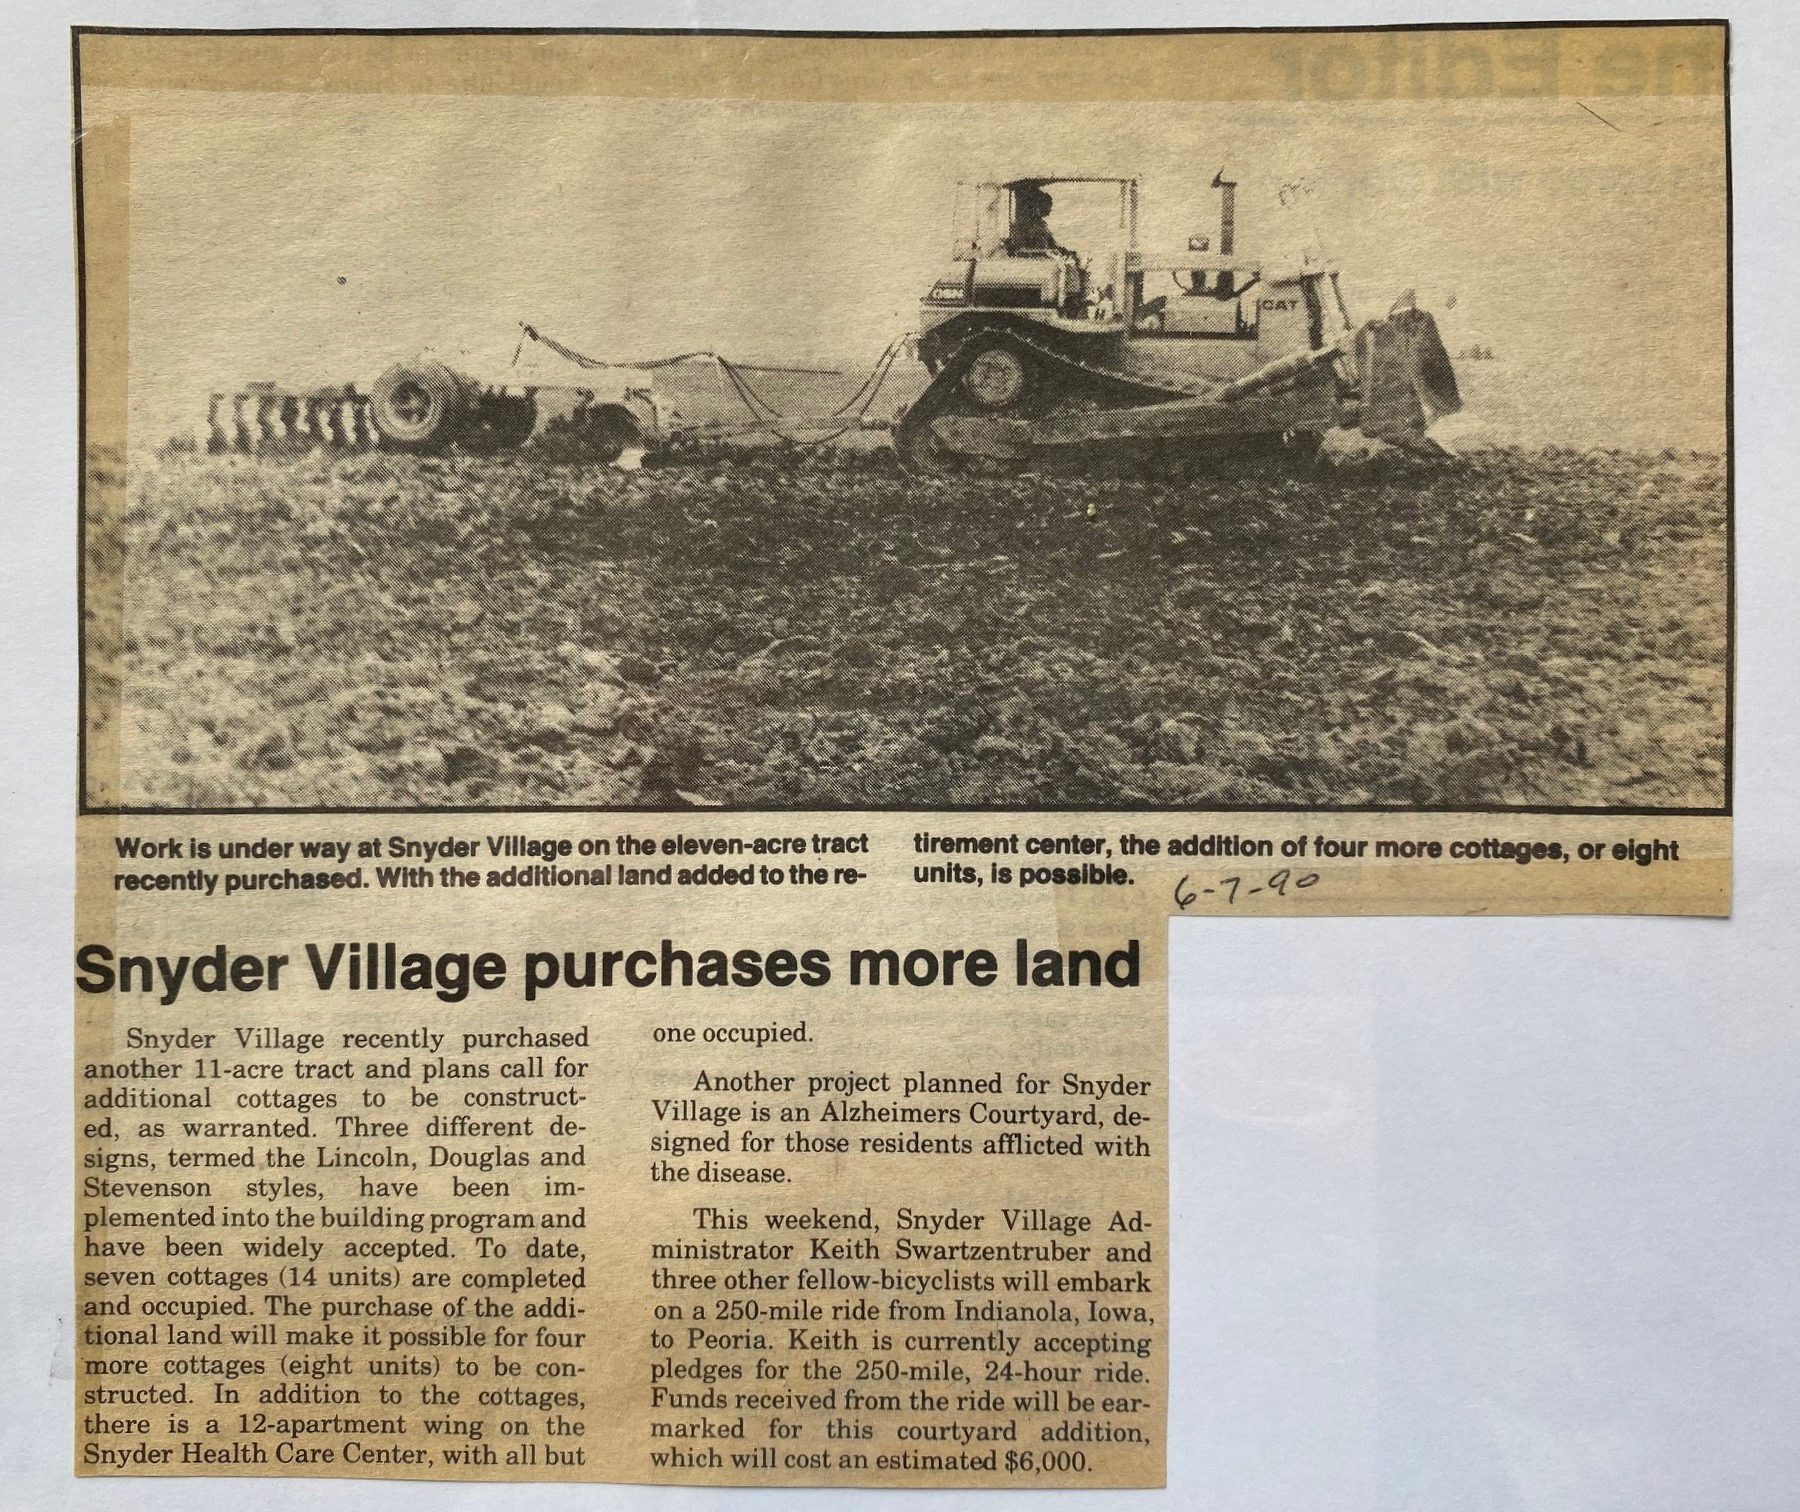 he Editor
CAT
Work is under way at Snyder Village on the eleven-acre tract
recently purchased. With the additional land added to the re-
tirement center, the addition of four more cottages, or eight
units, is possible.
6-7-90
Snyder Village purchases more land
Snyder Village recently purchased
another 11-acre tract and plans call for
additional cottages to be construct-
ed, as warranted. Three different de-
signs, termed the Lincoln, Douglas and
Stevenson styles, have been im-
plemented into the building program and
have been widely accepted. To date,
seven cottages (14 units) are completed
and occupied. The purchase of the addi-
tional land will make it possible for four
more cottages (eight units) to be con-
structed. In addition to the cottages,
there is a 12-apartment wing on the
Snyder Health Care Center, with all but
one occupied.
Another project planned for Snyder
Village is an Alzheimers Courtyard, de-
signed for those residents afflicted with
the disease.
This weekend, Snyder Village Ad-
ministrator Keith Swartzentruber and
three other fellow-bicyclists will embark
on a 250-mile ride from Indianola, Iowa,
to Peoria. Keith is currently accepting
pledges for the 250-mile, 24-hour ride.
Funds received from the ride will be ear-
marked for this courtyard addition,
which will cost an estimated $6,000.